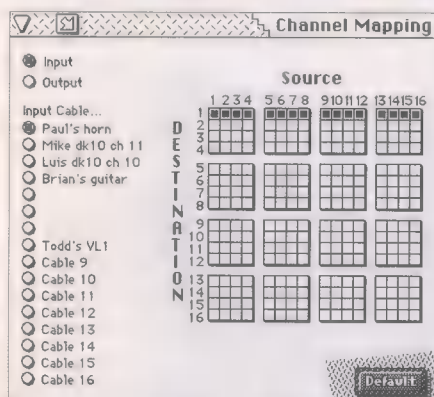 Channel Mapping
Input
Output
Input Cable...
Paul's horn
Mike dk10 ch 11
Luis dk10 ch 10
Brian's guitar
Todd's VL1
Cable 9
Cable 10
Cable 11
Cable 12
Cable 13
Cable 14
Cable 15
Cable 16
Source
1 2 3 4 5 6 7 8 9 10 11 12 13 14 15 16
DESTINATION
1
2
3
4
5
6
7
8
9
10
11
12
13
14
15
16
Default